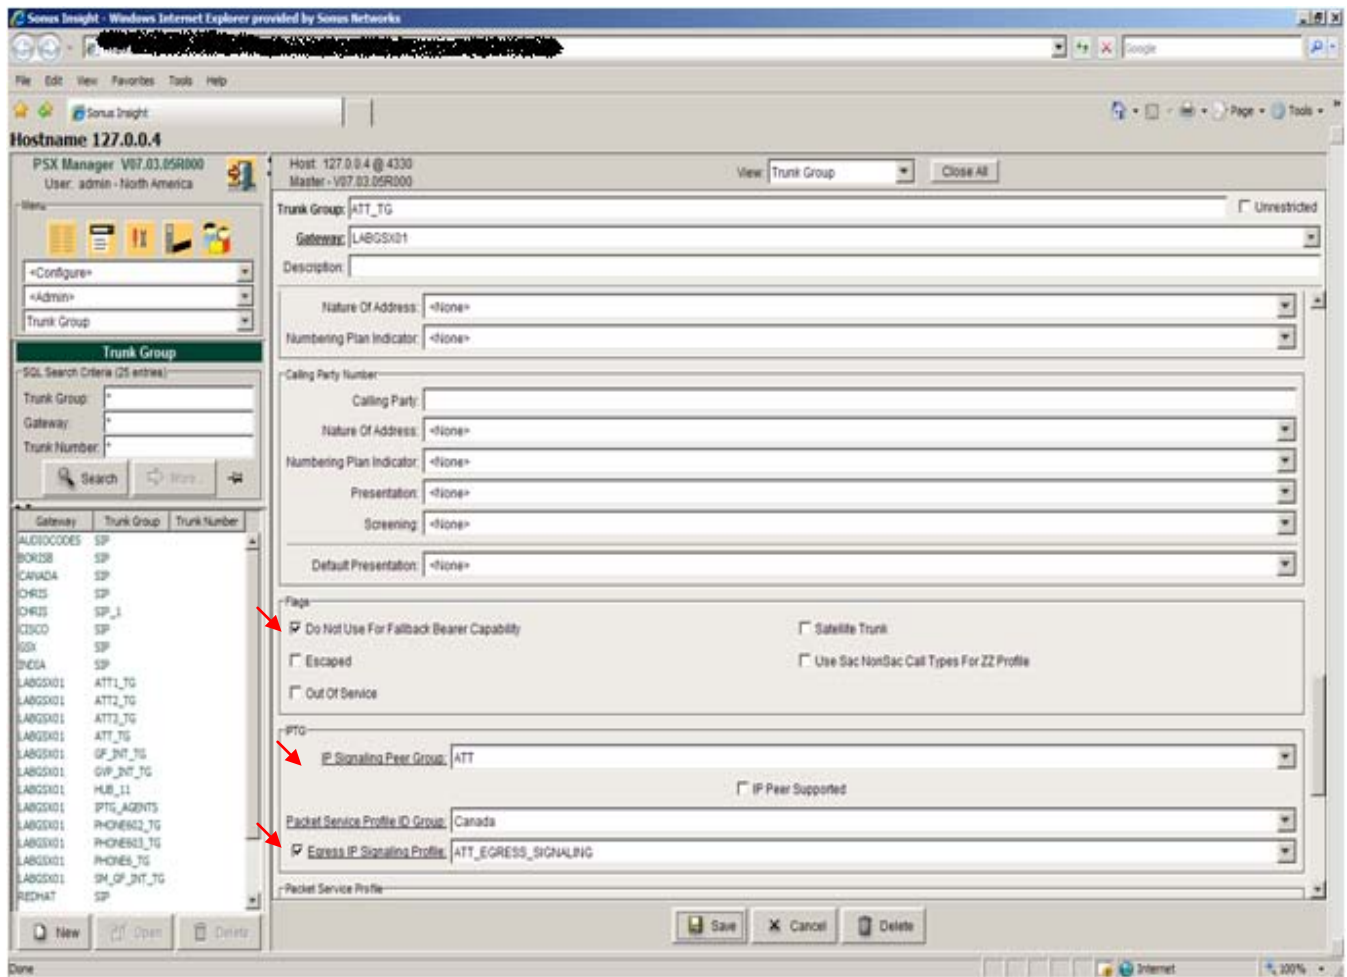 Sonus Insight - Windows Internet Explorer provided by Sonus Networks
Google
File Edit View Favorites Tools Help
Sonus Insight
Page Tools
Hostname 127.0.0.4
PSX Manager V07.03.05R000
User: admin - North America
Host: 127.0.0.4 @ 4330
Master - V07.03.05R000
View: Trunk Group
Close All
Menu
<Configure>
<Admin>
Trunk Group
Trunk Group
SQL Search Criteria (25 entries)
Trunk Group: *
Gateway: *
Trunk Number: *
Search
More...
Gateway Trunk Group Trunk Number
AUDIOCODES SIP
BORISB SIP
CANADA SIP
CHRIS SIP
CHRIS SIP_1
CISCO SIP
GSX SIP
INDIA SIP
LABGSX01 ATT1_TG
LABGSX01 ATT2_TG
LABGSX01 ATT3_TG
LABGSX01 ATT_TG
LABGSX01 GF_INT_TG
LABGSX01 GVP_INT_TG
LABGSX01 HUB_11
LABGSX01 IPTG_AGENTS
LABGSX01 PHONE602_TG
LABGSX01 PHONE603_TG
LABGSX01 PHONE6_TG
LABGSX01 SM_GF_INT_TG
REDHAT SIP
New Open Delete
Trunk Group: ATT_TG
Unrestricted
Gateway: LABGSX01
Description:
Nature Of Address: <None>
Numbering Plan Indicator: <None>
Calling Party Number
Calling Party:
Nature Of Address: <None>
Numbering Plan Indicator: <None>
Presentation: <None>
Screening: <None>
Default Presentation: <None>
Flags
Do Not Use For Fallback Bearer Capability
Satellite Trunk
Escaped
Use Sac NonSac Call Types For ZZ Profile
Out Of Service
IPTG
IP Signaling Peer Group: ATT
IP Peer Supported
Packet Service Profile ID Group: Canada
Egress IP Signaling Profile: ATT_EGRESS_SIGNALING
Packet Service Profile
Save Cancel Delete
Done
Internet
100%